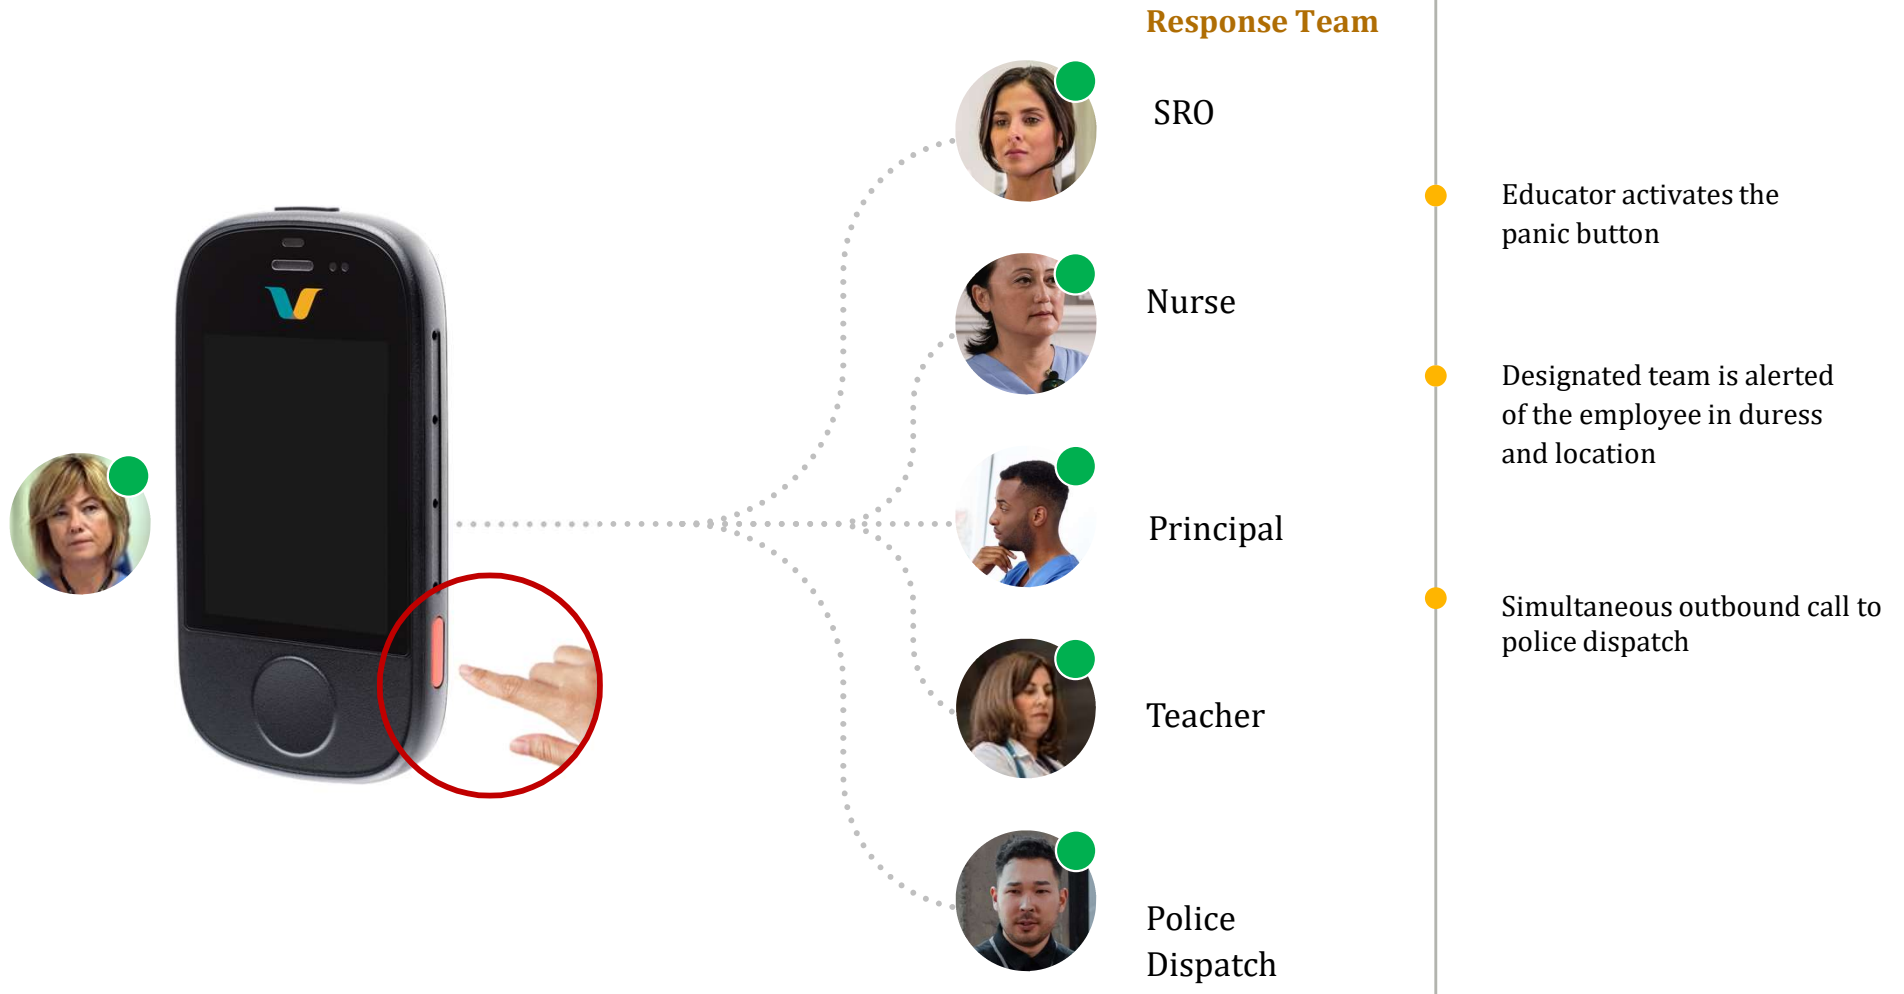 Response Team
SRO
Nurse
Principal
Teacher
Police
Dispatch
Educator activates the
panic button
Designated team is alerted
of the employee in duress
and location
Simultaneous outbound call to
police dispatch